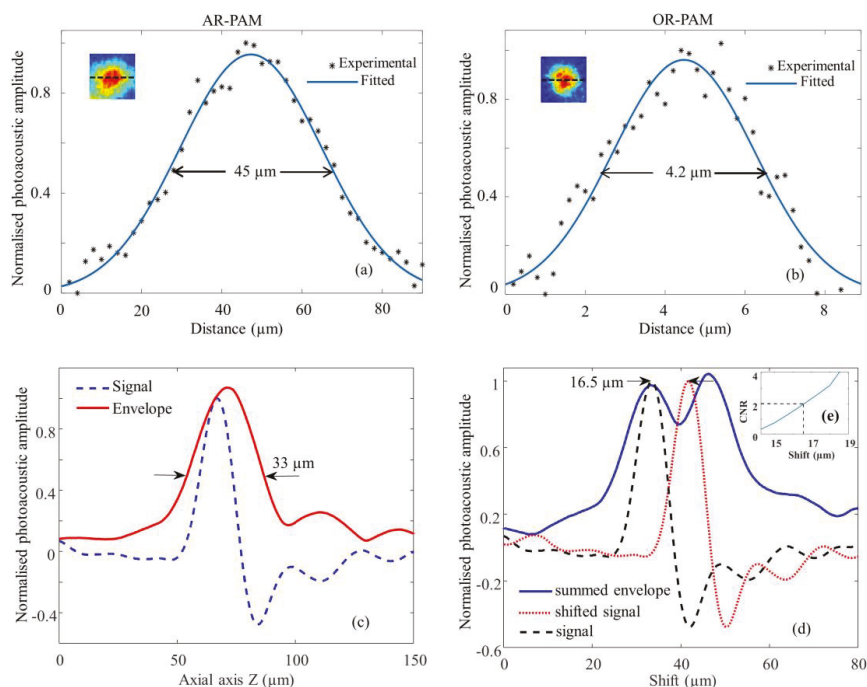 AR-PAM
OR-PAM
Normalised photoacoustic amplitude
0.8
0.4
0
0
20
40
60
80
Distance (µm)
Experimental
Fitted
45 µm
(a)
Normalised photoacoustic amplitude
0.8
0.4
0
0
2
4
6
8
Distance (µm)
Experimental
Fitted
4.2 µm
(b)
Normalised photoacoustic amplitude
0.8
0.4
0
-0.4
0
50
100
150
Axial axis Z (µm)
Signal
Envelope
33 µm
(c)
Normalised photoacoustic amplitude
1
0.6
0.2
-0.2
-0.6
0
20
40
60
80
Shift (µm)
16.5 µm
summed envelope
shifted signal
signal
(d)
CNR
4
3
2
1
0
15
17
19
Shift (µm)
(e)